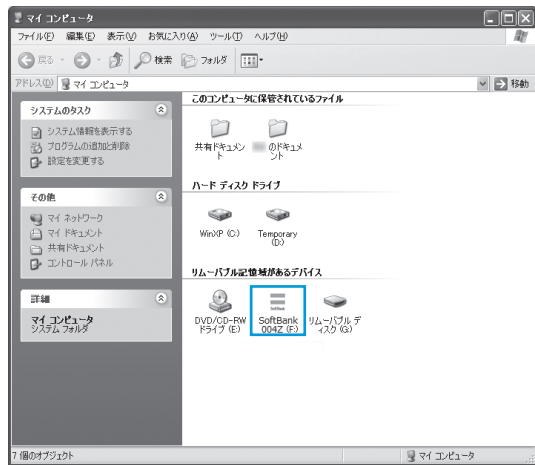 マイ コンピュータ
ファイル(F) 編集(E) 表示(V) お気に入り(A) ツール(T) ヘルプ(H)
戻る 検索 フォルダ
アドレス(D) マイ コンピュータ 移動
システムのタスク
システム情報を表示する
プログラムの追加と削除
設定を変更する
その他
マイ ネットワーク
マイ ドキュメント
共有ドキュメント
コントロール パネル
詳細
マイ コンピュータ
システム フォルダ
このコンピュータに保管されているファイル
共有ドキュメン
ト
のドキュメ
ント
ハード ディスク ドライブ
WinXP (C:)
Temporary
(D:)
リムーバブル記憶域があるデバイス
DVD/CD-RW
ドライブ (E:)
SoftBank
SoftBank
004Z (F:)
リムーバブル デ
ィスク (G:)
7 個のオブジェクト マイ コンピュータ